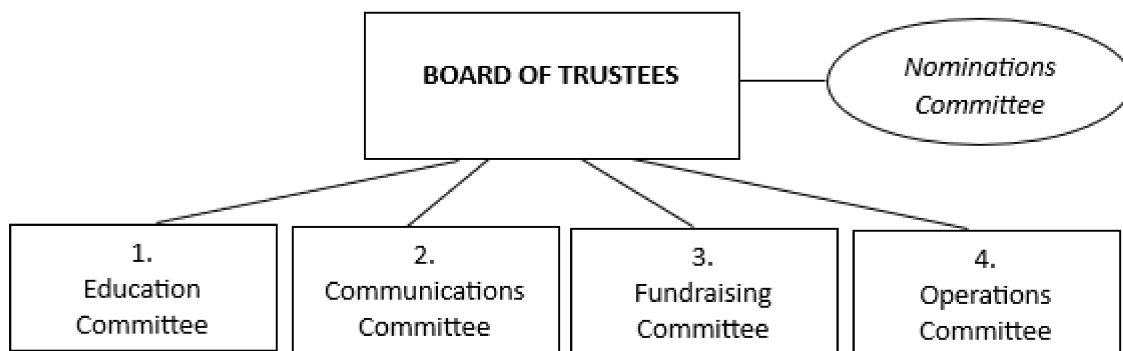 BOARD OF TRUSTEES
Nominations
Committee
1.
Education
Committee
2.
Communications
Committee
3.
Fundraising
Committee
4.
Operations
Committee